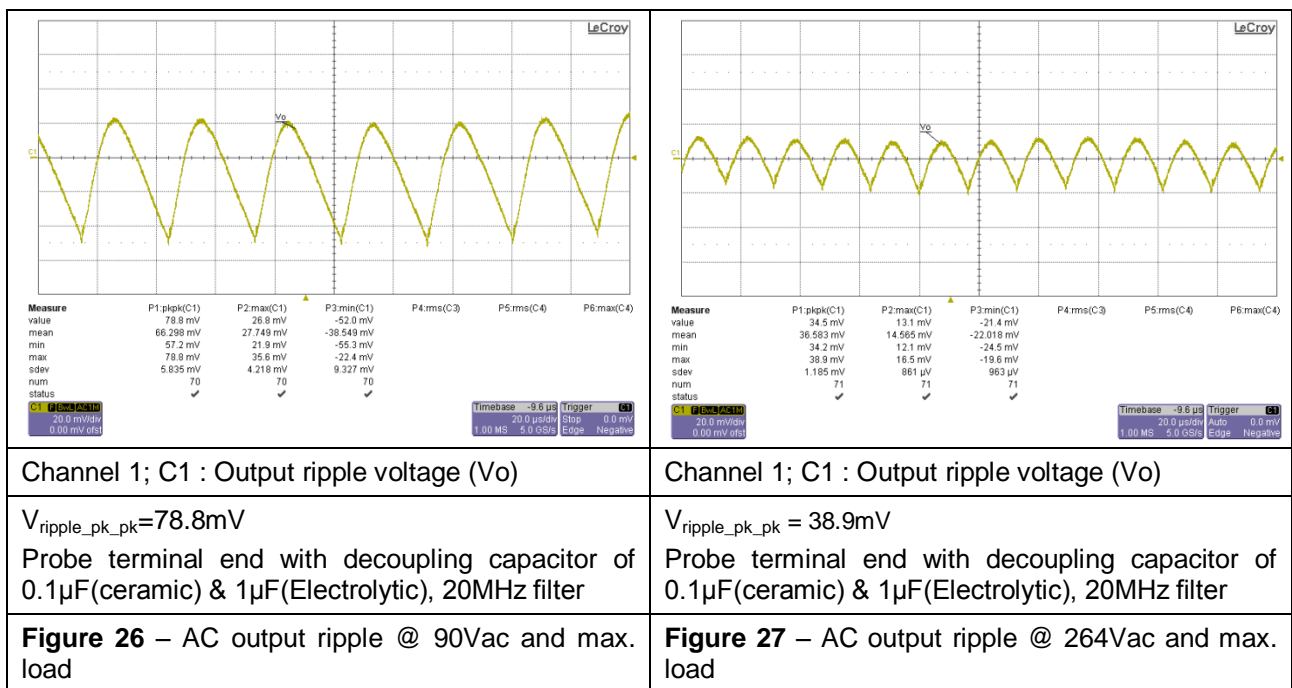 LeCroy
Vo
C1
Measure P1:pkpk(C1) P2:max(C1) P3:min(C1) P4:rms(C3) P5:rms(C4) P6:max(C4)
value 78.8 mV 26.8 mV -52.0 mV
mean 66.298 mV 27.749 mV -38.549 mV
min 57.2 mV 21.9 mV -55.3 mV
max 78.8 mV 35.6 mV -22.4 mV
sdev 5.835 mV 4.218 mV 9.327 mV
num 70 70 70
status ✔ ✔ ✔
C1 F BwL AC1M
20.0 mV/div
0.00 mV ofst
Timebase -9.6 µs Trigger C1
20.0 µs/div Stop 0.0 mV
1.00 MS 5.0 GS/s Edge Negative
LeCroy
Vo
C1
Measure P1:pkpk(C1) P2:max(C1) P3:min(C1) P4:rms(C3) P5:rms(C4) P6:max(C4)
value 34.5 mV 13.1 mV -21.4 mV
mean 36.583 mV 14.565 mV -22.018 mV
min 34.2 mV 12.1 mV -24.5 mV
max 38.9 mV 16.5 mV -19.6 mV
sdev 1.185 mV 861 µV 963 µV
num 71 71 71
status ✔ ✔ ✔
C1 F BwL AC1M
20.0 mV/div
0.00 mV ofst
Timebase -9.6 µs Trigger C1
20.0 µs/div Auto 0.0 mV
1.00 MS 5.0 GS/s Edge Negative
Channel 1; C1 : Output ripple voltage (Vo)
Channel 1; C1 : Output ripple voltage (Vo)
Vripple_pk_pk=78.8mV
Probe terminal end with decoupling capacitor of
0.1µF(ceramic) & 1µF(Electrolytic), 20MHz filter
Vripple_pk_pk = 38.9mV
Probe terminal end with decoupling capacitor of
0.1µF(ceramic) & 1µF(Electrolytic), 20MHz filter
Figure 26 – AC output ripple @ 90Vac and max.
load
Figure 27 – AC output ripple @ 264Vac and max.
load